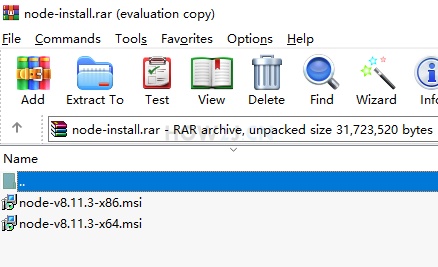 node-install.rar (evaluation copy)
File Commands Tools Favorites Options Help
Add Extract To Test View Delete Find Wizard Info
node-install.rar - RAR archive, unpacked size 31,723,520 bytes
Name
..
node-v8.11.3-x86.msi
node-v8.11.3-x64.msi